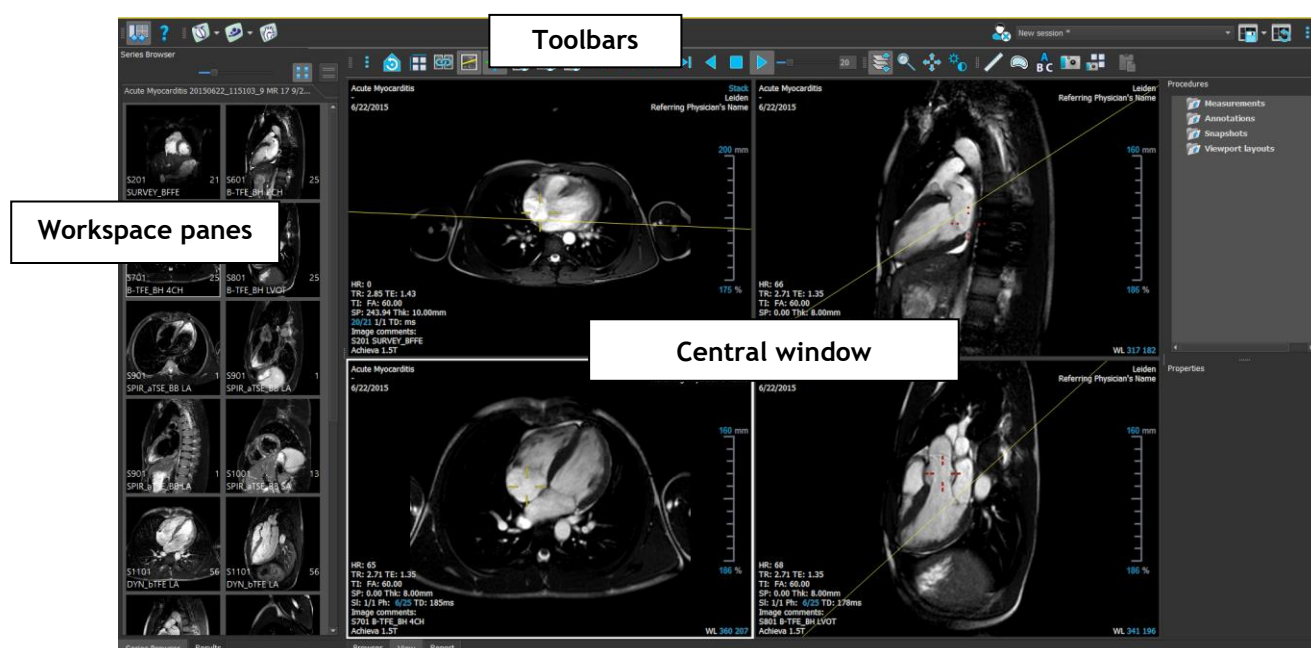 Toolbars
New session *
Series Browser
20
Acute Myocarditis 20150622_115103_9 MR 17 9/2...
S201 21
SURVEY_BFFE
S601 25
B-TFE_BH 2CH
Workspace panes
S701 25
B-TFE_BH 4CH
S801 25
B-TFE_BH LVOT
S901 1
SPIR_aTSE_BB LA
S901 1
SPIR_aTSE_BB LA
S901 1
SPIR_aTSE_BB LA
S1001 13
SPIR_aTSE_BB SA
S1101 56
DYN_bTFE LA
S1101 56
DYN_bTFE LA
Series Browser Results
Acute Myocarditis
-
6/22/2015
Stack
Leiden
Referring Physician's Name
200 mm
175 %
HR: 0
TR: 2.85 TE: 1.43
TI: FA: 60.00
SP: 243.94 Thk: 10.00mm
20/21 1/1 TD: ms
Image comments:
S201 SURVEY_BFFE
Achieva 1.5T
Acute Myocarditis
-
6/22/2015
Leiden
Referring Physician's Name
160 mm
186 %
HR: 66
TR: 2.71 TE: 1.35
TI: FA: 60.00
SP: 0.00 Thk: 8.00mm
WL 317 182
Central window
Acute Myocarditis
-
6/22/2015
160 mm
186 %
HR: 65
TR: 2.71 TE: 1.35
TI: FA: 60.00
SP: 0.00 Thk: 8.00mm
Sl: 1/1 Ph: 6/25 TD: 185ms
Image comments:
S701 B-TFE_BH 4CH
Achieva 1.5T
WL 360 207
Leiden
Referring Physician's Name
6/22/2015
160 mm
186 %
HR: 68
TR: 2.71 TE: 1.35
TI: FA: 60.00
SP: 0.00 Thk: 8.00mm
Sl: 1/1 Ph: 6/25 TD: 178ms
Image comments:
S801 B-TFE_BH LVOT
Achieva 1.5T
WL 341 196
Browser View Report
Procedures
Measurements
Annotations
Snapshots
Viewport layouts
Properties